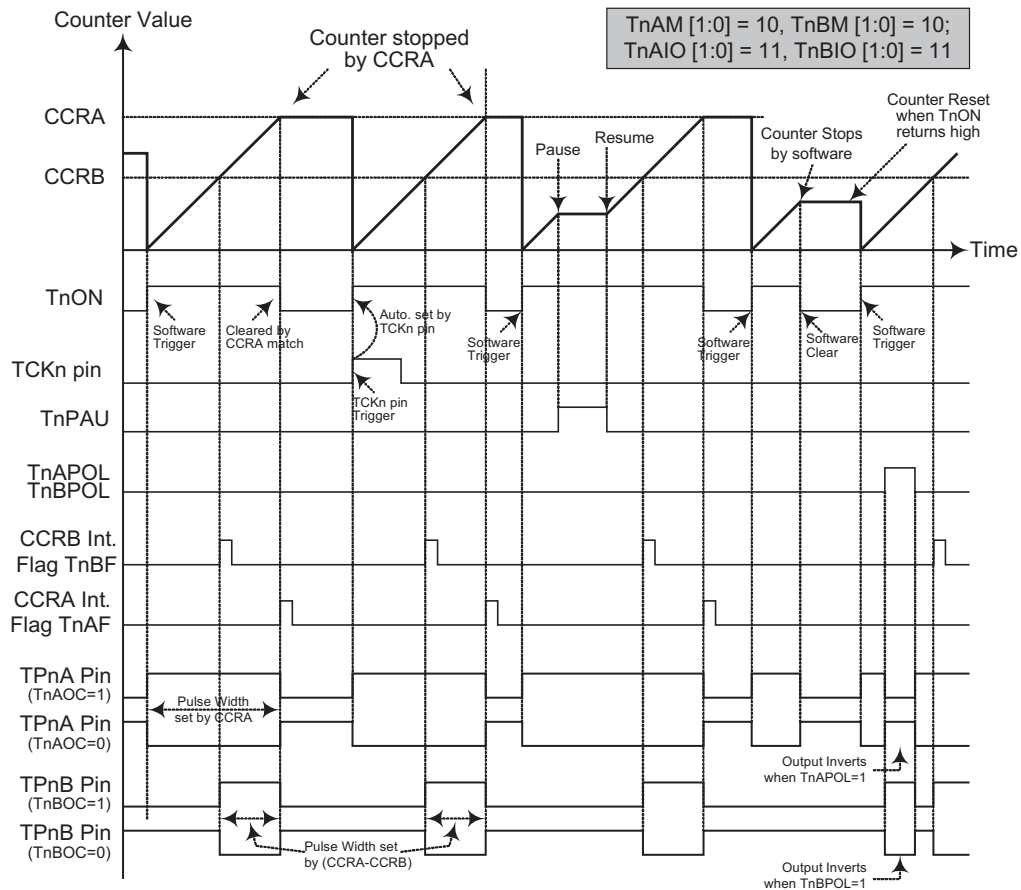 Counter Value
TnAM [1:0] = 10, TnBM [1:0] = 10;
TnAIO [1:0] = 11, TnBIO [1:0] = 11
Counter stopped
by CCRA
CCRA
CCRB
Pause
Resume
Counter Stops
by software
Counter Reset
when TnON
returns high
Time
TnON
Software
Trigger
Cleared by
CCRA match
Auto. set by
TCKn pin
Software
Trigger
Software
Trigger
Software
Clear
Software
Trigger
TCKn pin
TCKn pin
Trigger
TnPAU
TnAPOL
TnBPOL
CCRB Int.
Flag TnBF
CCRA Int.
Flag TnAF
TPnA Pin
(TnAOC=1)
Pulse Width
set by CCRA
TPnA Pin
(TnAOC=0)
Output Inverts
when TnAPOL=1
TPnB Pin
(TnBOC=1)
TPnB Pin
(TnBOC=0)
Pulse Width set
by (CCRA-CCRB)
Output Inverts
when TnBPOL=1